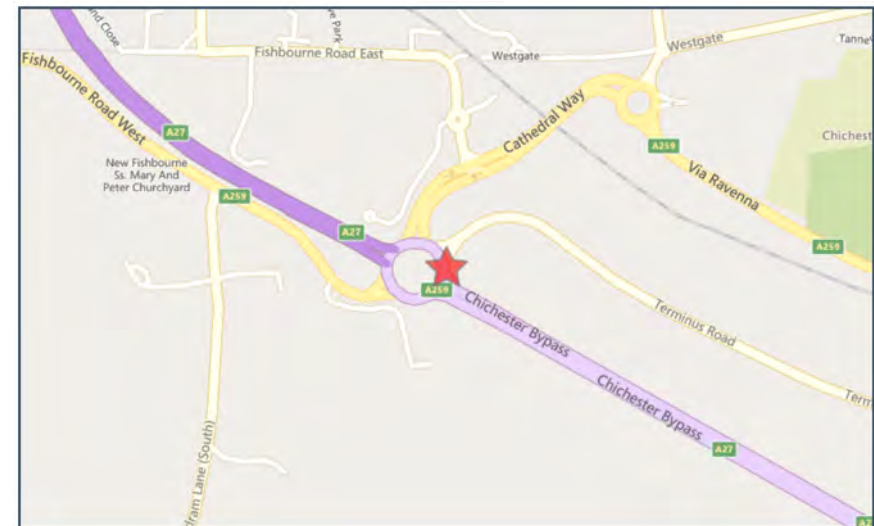 Fishbourne Road East
Westgate
Westgate
Fishbourne Road West
A27
New Fishbourne
Ss. Mary And
Peter Churchyard
A259
Cathedral Way
A259
Via Ravenna
A27
A259
A259
Chichester Bypass
Terminus Road
Chichester Bypass
A27